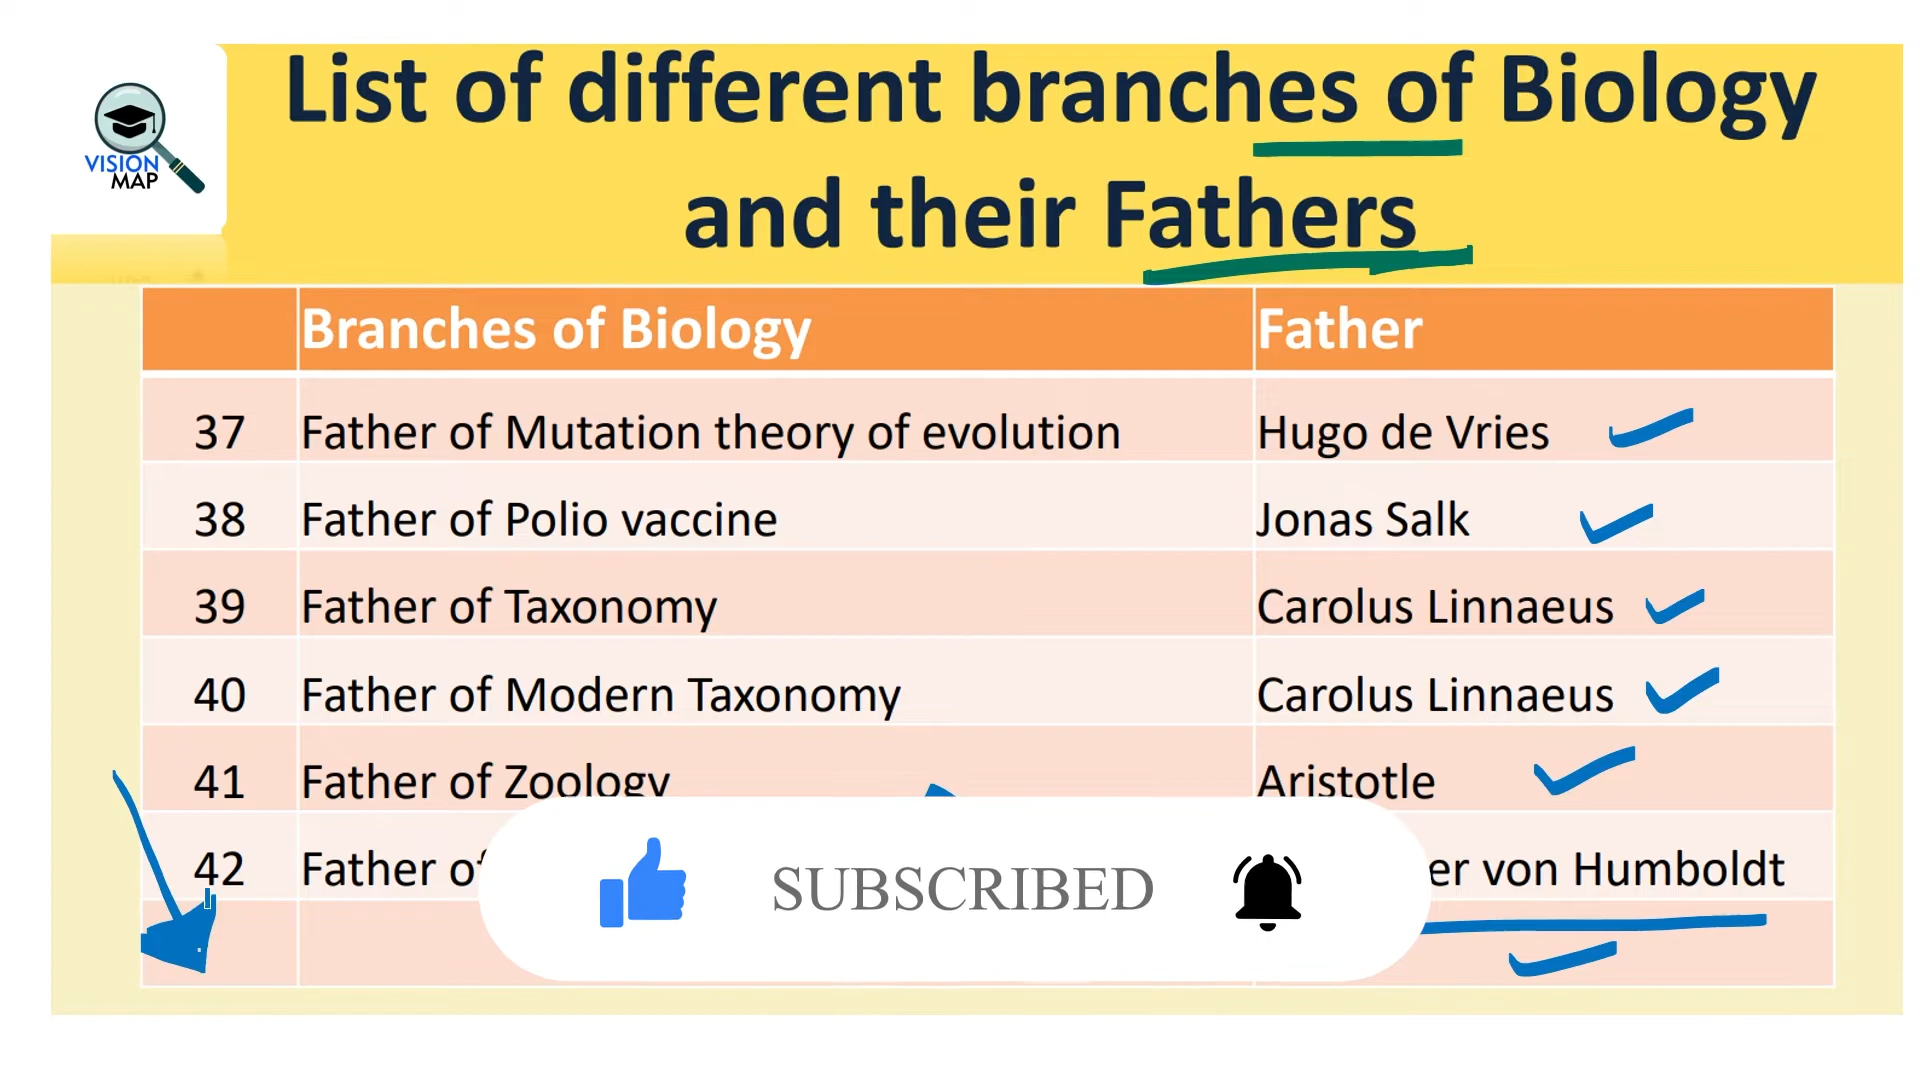 List of different branches of Biology
and their Fathers
VISION
MAP
Branches of Biology Father
37 Father of Mutation theory of evolution Hugo de Vries
38 Father of Polio vaccine Jonas Salk
39 Father of Taxonomy Carolus Linnaeus
40 Father of Modern Taxonomy Carolus Linnaeus
41 Father of Zoology Aristotle
42 Father of von Humboldt
SUBSCRIBED